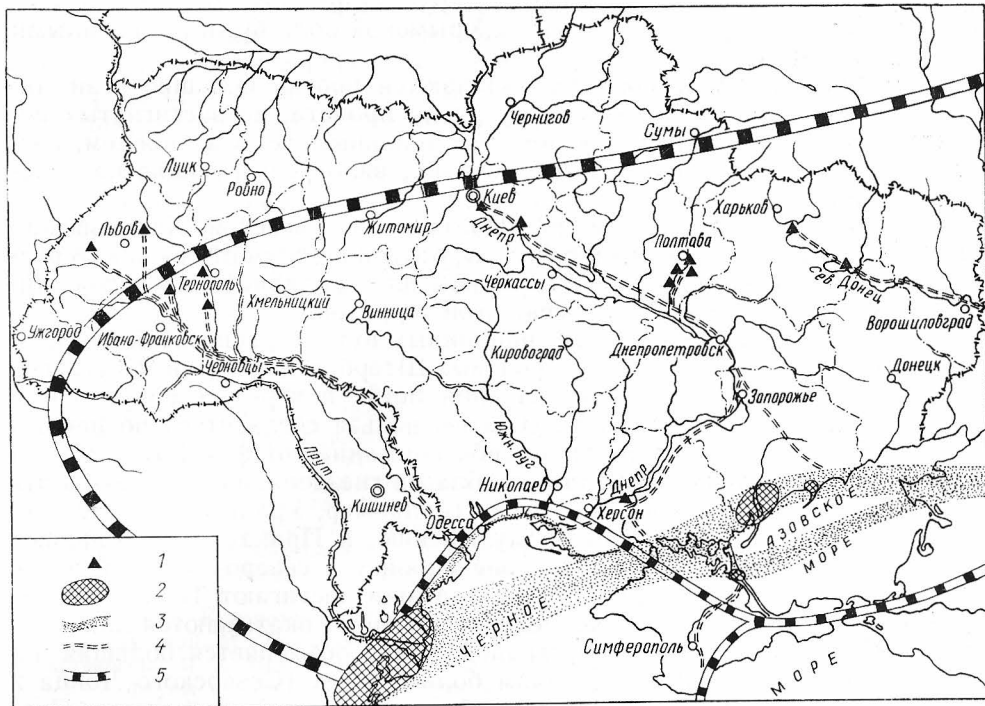 Чернигов
Сумы
Луцк
Ровно
Киев
Житомир
Днепр
Харьков
Львов
Полтава
Тернополь
Черкассы
Сев Донец
Хмельницкий
Винница
Ворошиловград
Ужгород
Ивано-Франковск
Кировоград
Днепропетровск
Донецк
Черновцы
Запорожье
Прут
Южн. Буг
Днепр
Николаев
Кишинев
Херсон
Одесса
АЗОВСКОЕ
МОРЕ
1
2
3
4
5
ЧЕРНОЕ
Симферополь
МОРЕ